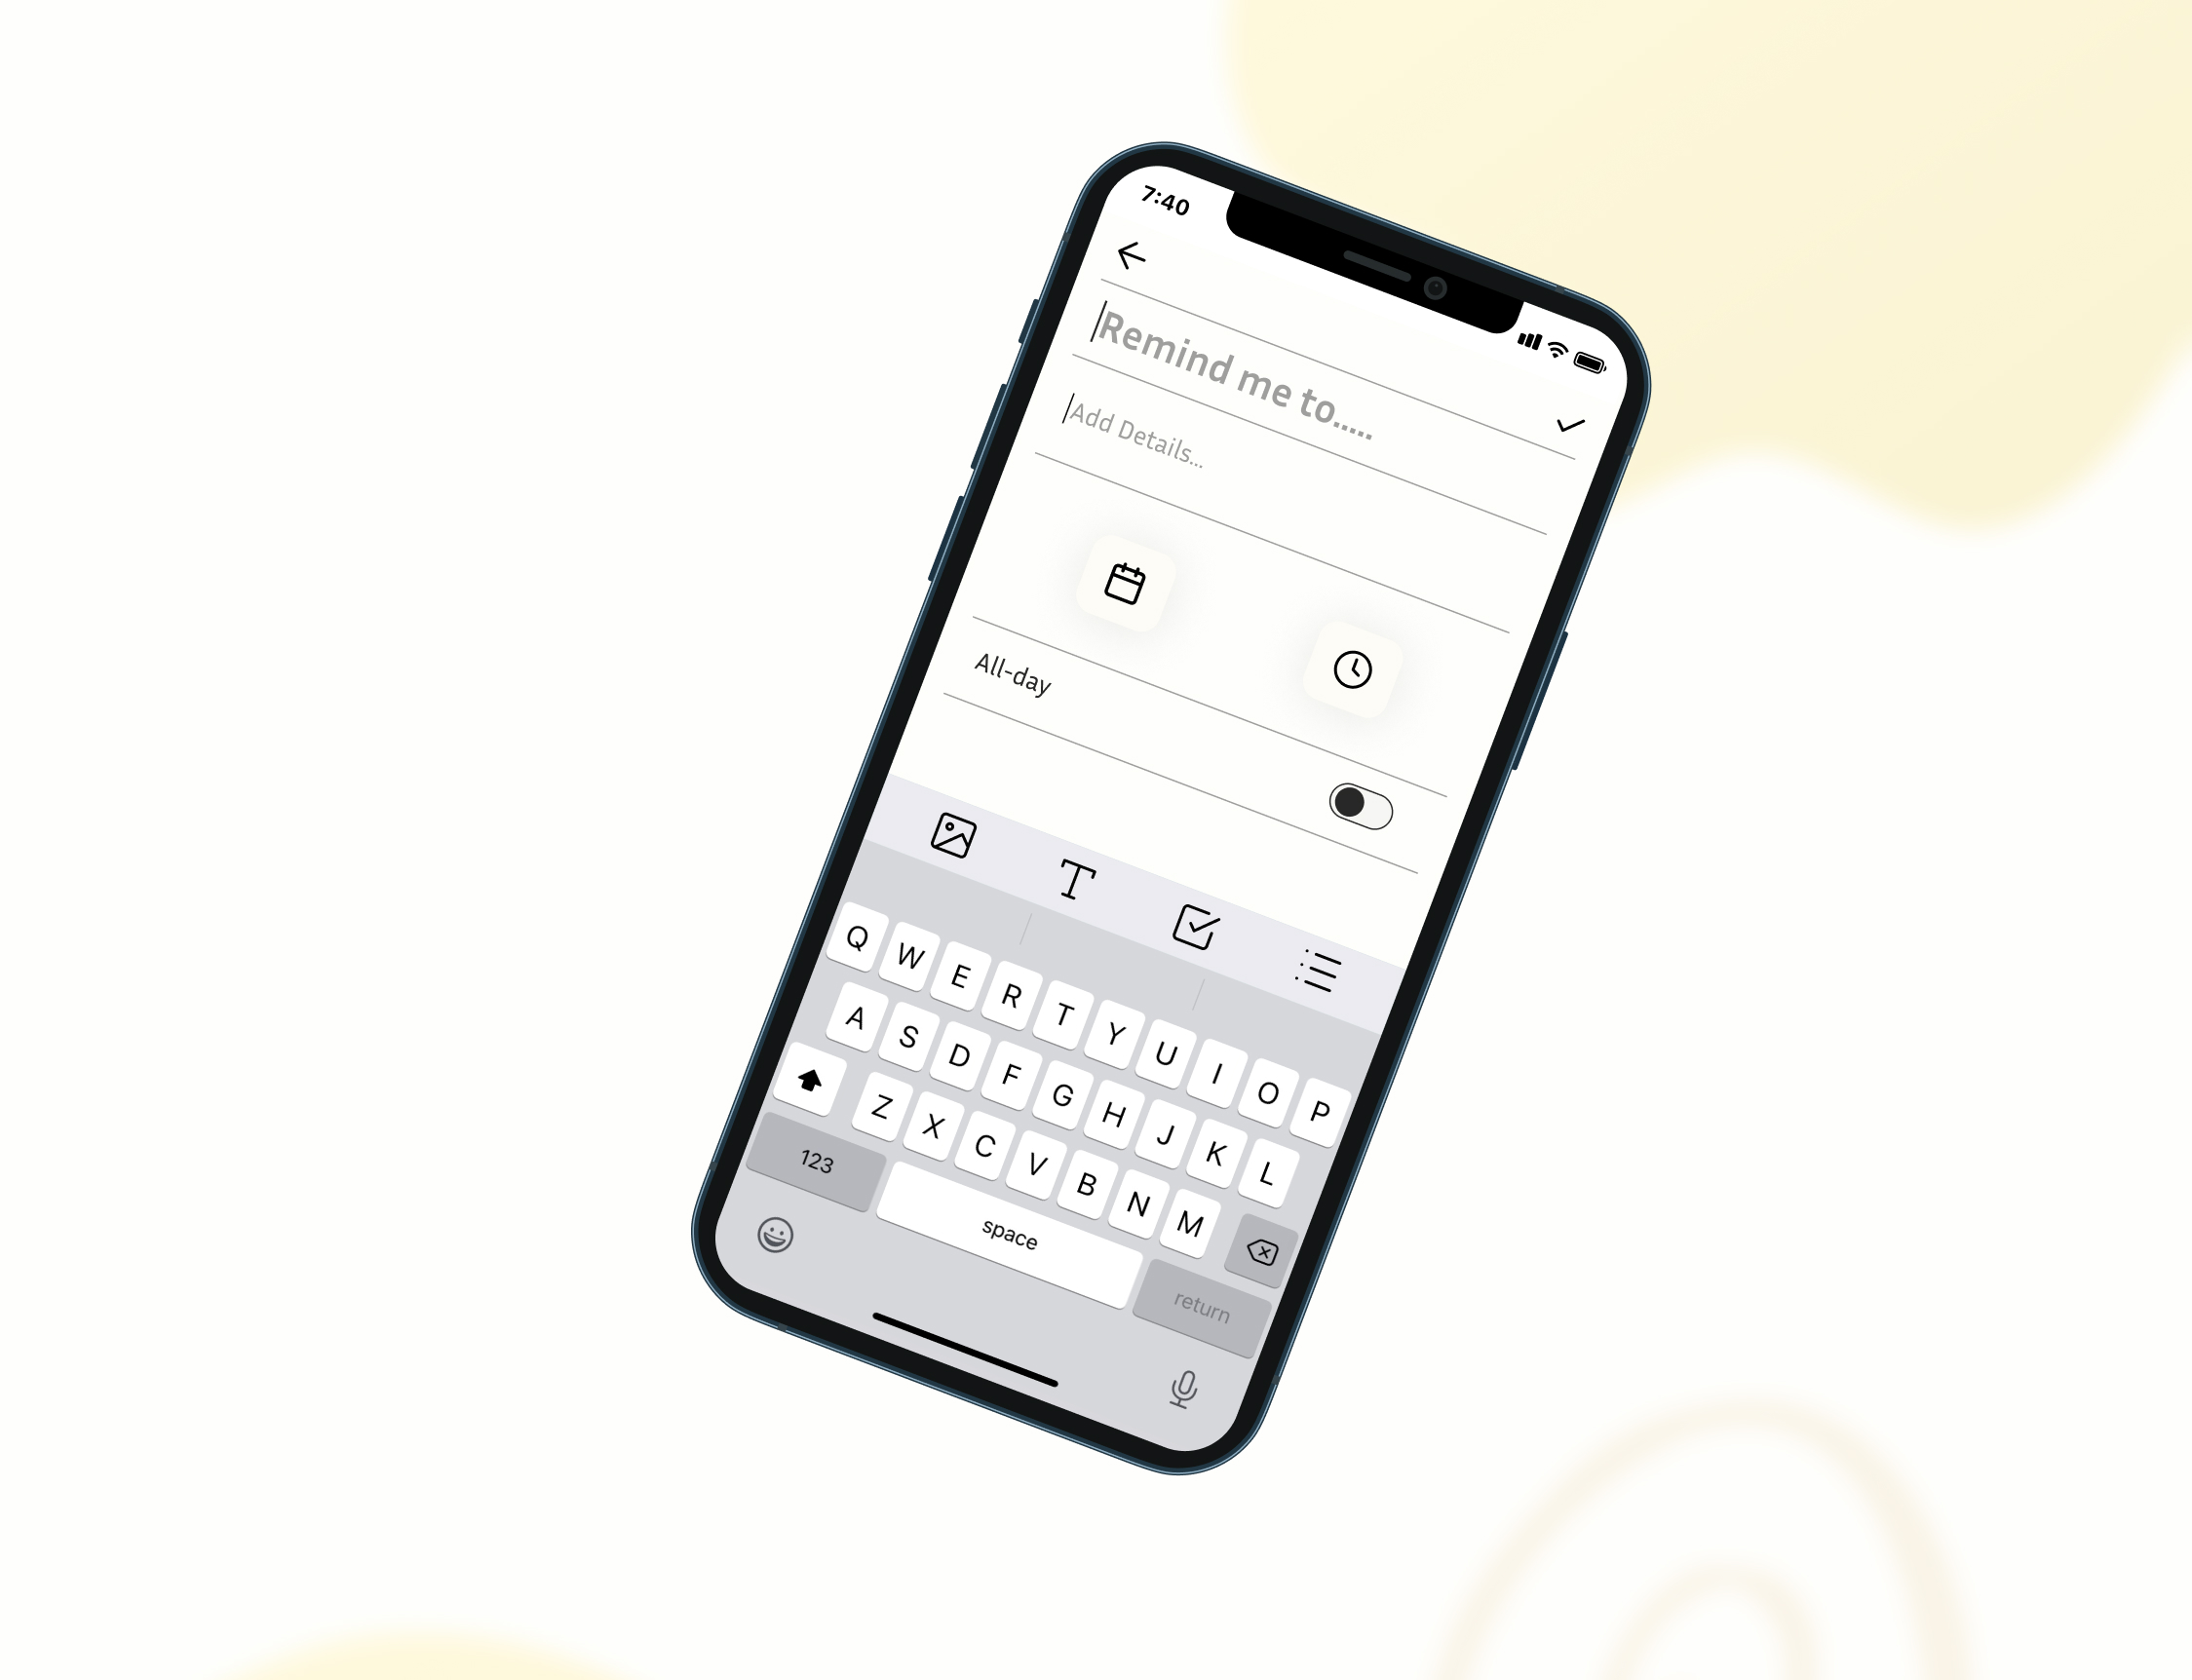 7:40
Remind me to.....
Add Details...
All-day
Q W E R T Y U I O P
A S D F G H J K L
Z X C V B N M
123 space return